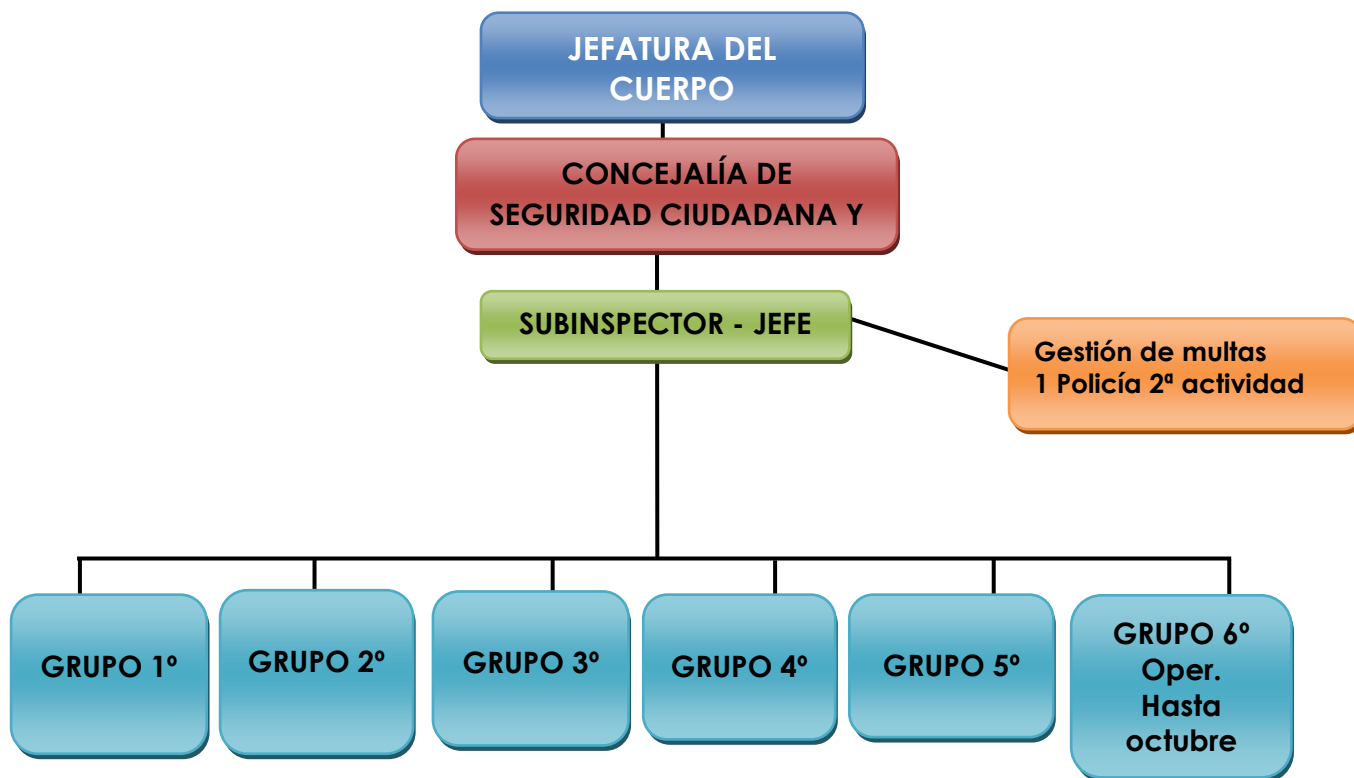 JEFATURA DEL
CUERPO
CONCEJALÍA DE
SEGURIDAD CIUDADANA Y
SUBINSPECTOR - JEFE
Gestión de multas
1 Policía 2ª actividad
GRUPO 1º
GRUPO 2º
GRUPO 3º
GRUPO 4º
GRUPO 5º
GRUPO 6º
Oper.
Hasta
octubre